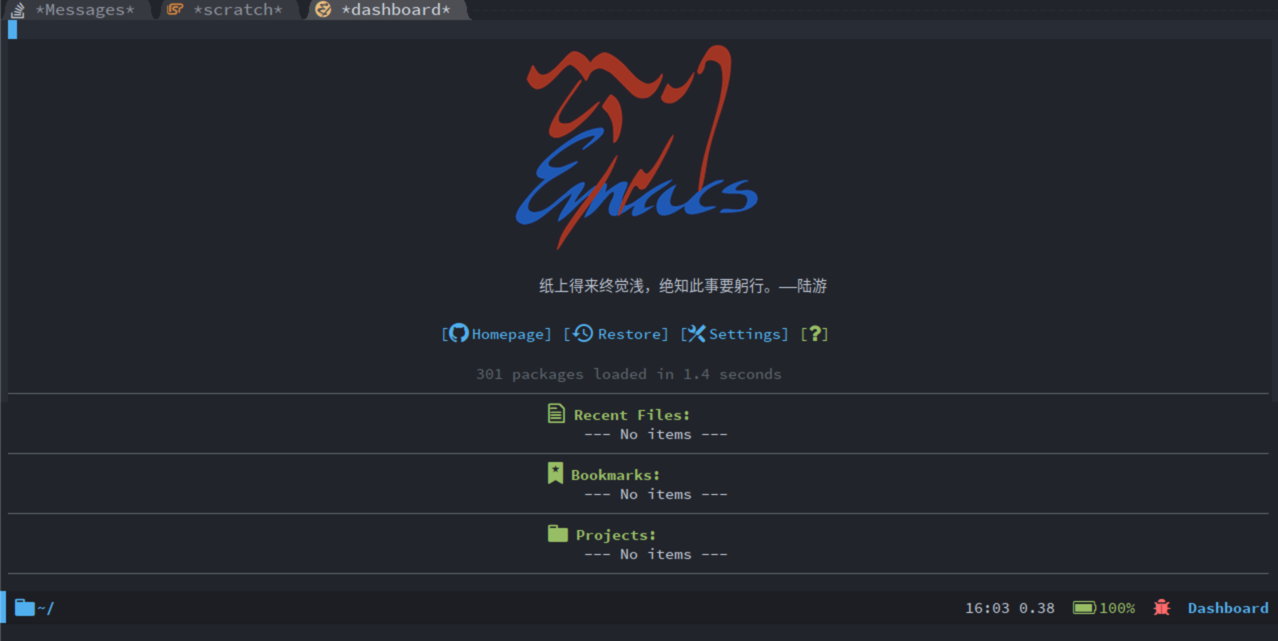 *Messages* *scratch* *dashboard*
Emacs
纸上得来终觉浅，绝知此事要躬行。——陆游
[Homepage] [Restore] [Settings] [?]
301 packages loaded in 1.4 seconds
Recent Files:
--- No items ---
Bookmarks:
--- No items ---
Projects:
--- No items ---
~/ 16:03 0.38 100% Dashboard